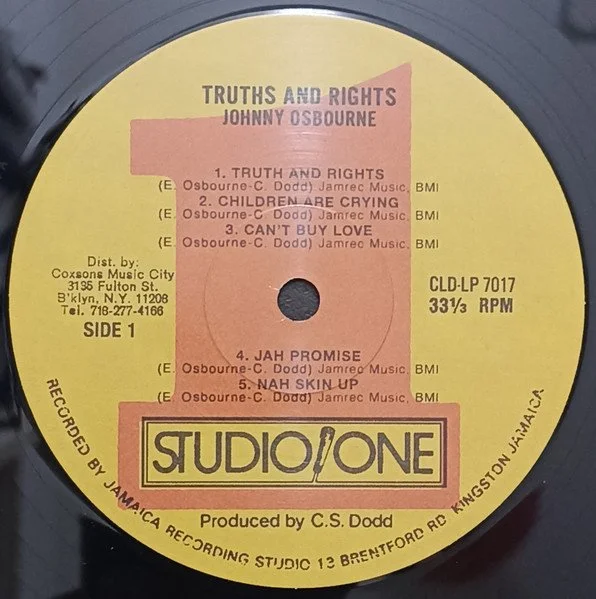 TRUTHS AND RIGHTS
JOHNNY OSBOURNE
1. TRUTH AND RIGHTS
(E. Osbourne-C. Dodd) Jamrec Music, BMI
2. CHILDREN ARE CRYING
(E. Osbourne-C. Dodd) Jamrec Music, BMI
3. CAN'T BUY LOVE
(E. Osbourne-C. Dodd) Jamrec Music, BMI
Dist. by:
Coxsons Music City
3135 Fulton St.
B'klyn, N.Y. 11208
Tel. 718-277-4166
SIDE 1
CLD-LP 7017
33⅓ RPM
4. JAH PROMISE
(E. Osbourne-C. Dodd) Jamrec Music, BMI
5. NAH SKIN UP
(E. Osbourne-C. Dodd) Jamrec Music, BMI
STUDIO ONE
Produced by C.S. Dodd
RECORDED BY JAMAICA RECORDING STUDIO 13 BRENTFORD RD KINGSTON JAMAICA